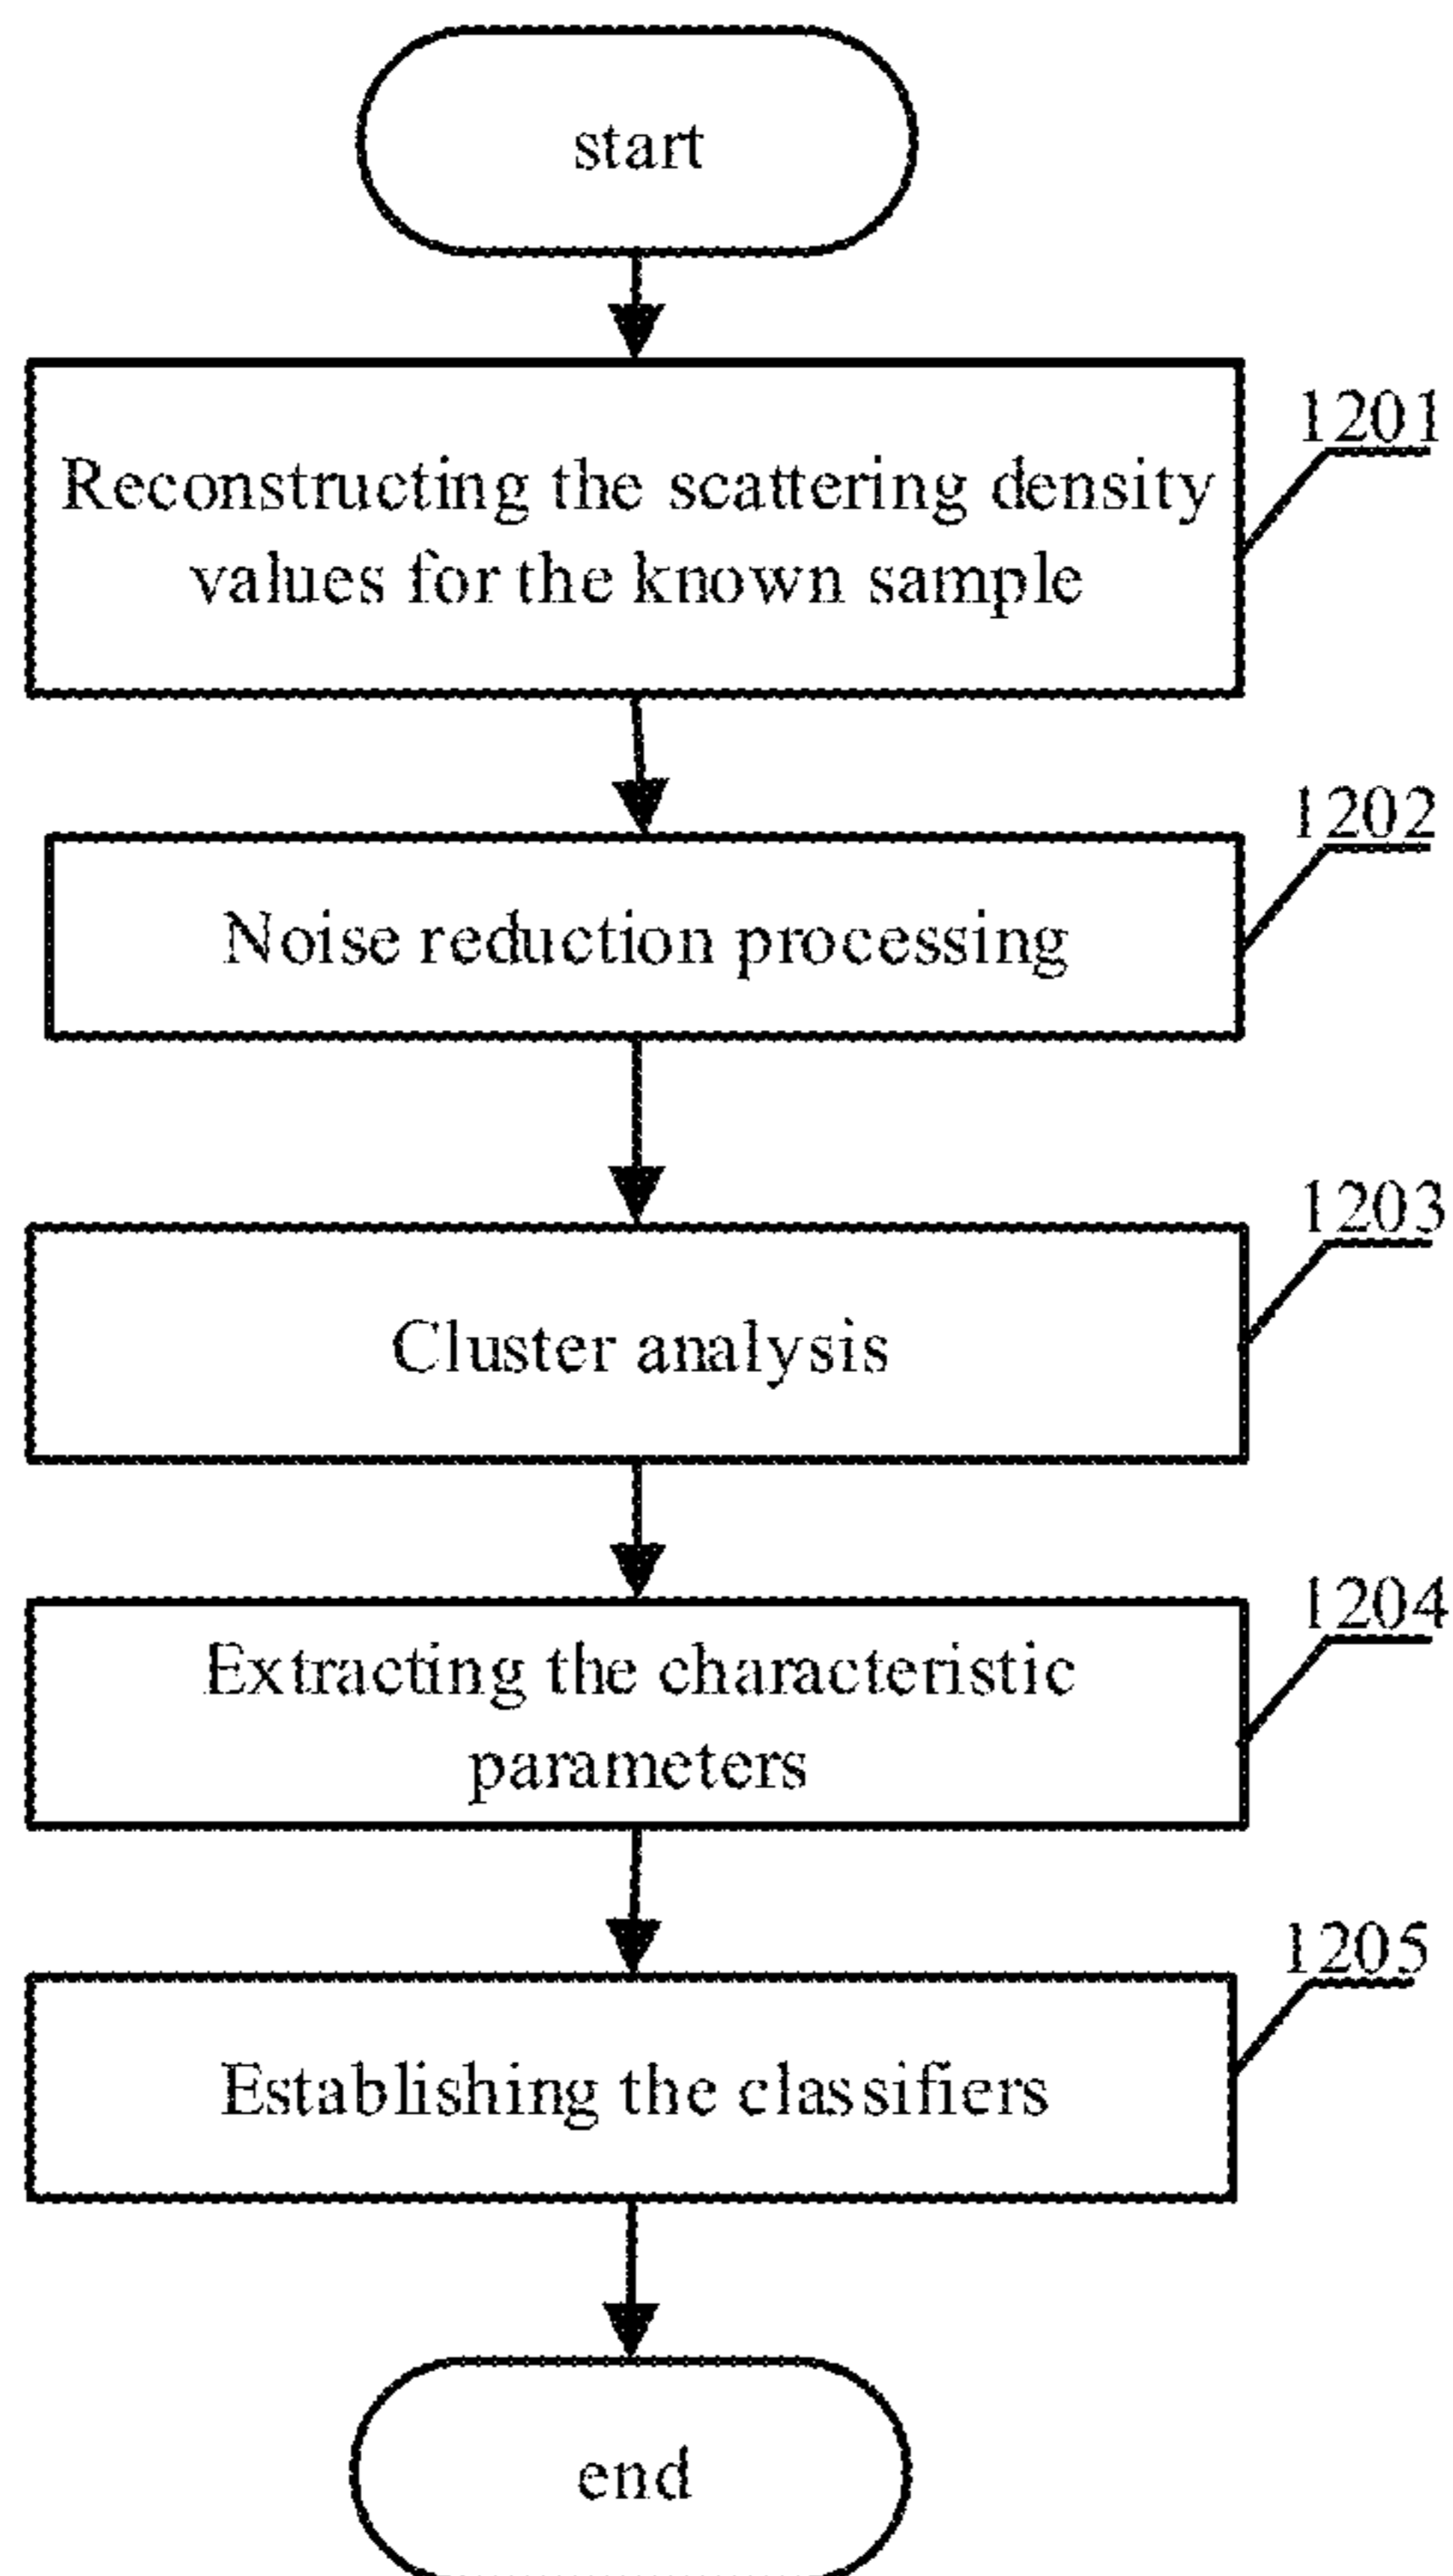 start
1201
Reconstructing the scattering density
values for the known sample
1202
Noise reduction processing
1203
Cluster analysis
1204
Extracting the characteristic
parameters
1205
Establishing the classifiers
end